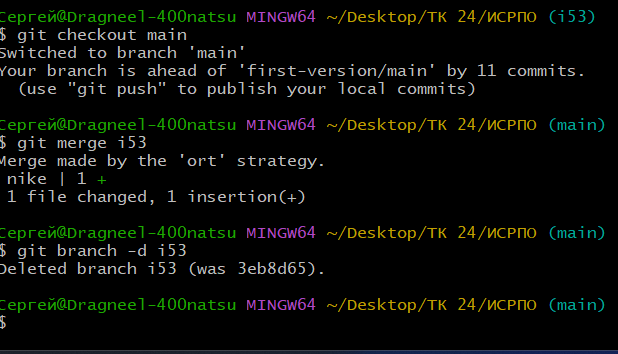 Сергей@Dragneel-400natsu MINGW64 ~/Desktop/ТК 24/ИСРПО (i53)
$ git checkout main
Switched to branch 'main'
Your branch is ahead of 'first-version/main' by 11 commits.
  (use "git push" to publish your local commits)
Сергей@Dragneel-400natsu MINGW64 ~/Desktop/ТК 24/ИСРПО (main)
$ git merge i53
Merge made by the 'ort' strategy.
 nike | 1 +
 1 file changed, 1 insertion(+)
Сергей@Dragneel-400natsu MINGW64 ~/Desktop/ТК 24/ИСРПО (main)
$ git branch -d i53
Deleted branch i53 (was 3eb8d65).
Сергей@Dragneel-400natsu MINGW64 ~/Desktop/ТК 24/ИСРПО (main)
$